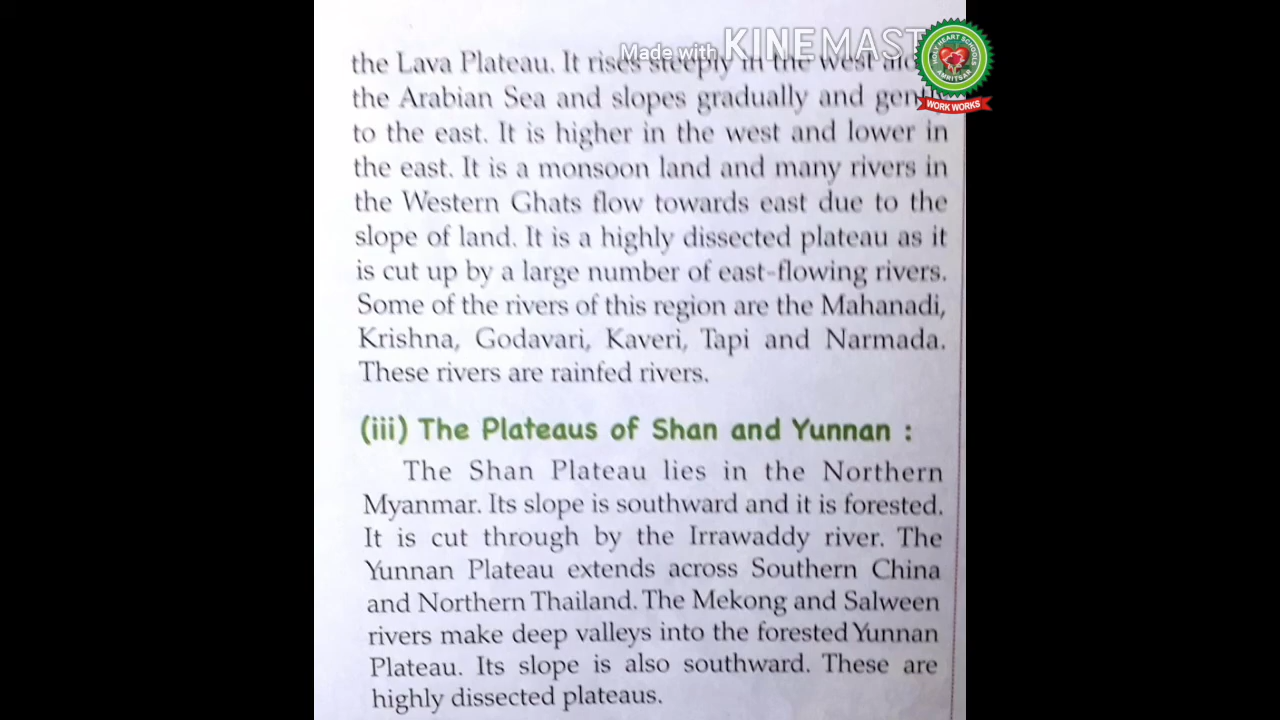 Made with KINEMAST
HOLY HEART SCHOOLS
AMRITSAR
WORK WORKS
the Lava Plateau. It rises steeply in the west
the Arabian Sea and slopes gradually and gently
to the east. It is higher in the west and lower in
the east. It is a monsoon land and many rivers in
the Western Ghats flow towards east due to the
slope of land. It is a highly dissected plateau as it
is cut up by a large number of east-flowing rivers.
Some of the rivers of this region are the Mahanadi,
Krishna, Godavari, Kaveri, Tapi and Narmada.
These rivers are rainfed rivers.
(iii) The Plateaus of Shan and Yunnan :
The Shan Plateau lies in the Northern
Myanmar. Its slope is southward and it is forested.
It is cut through by the Irrawaddy river. The
Yunnan Plateau extends across Southern China
and Northern Thailand. The Mekong and Salween
rivers make deep valleys into the forested Yunnan
Plateau. Its slope is also southward. These are
highly dissected plateaus.